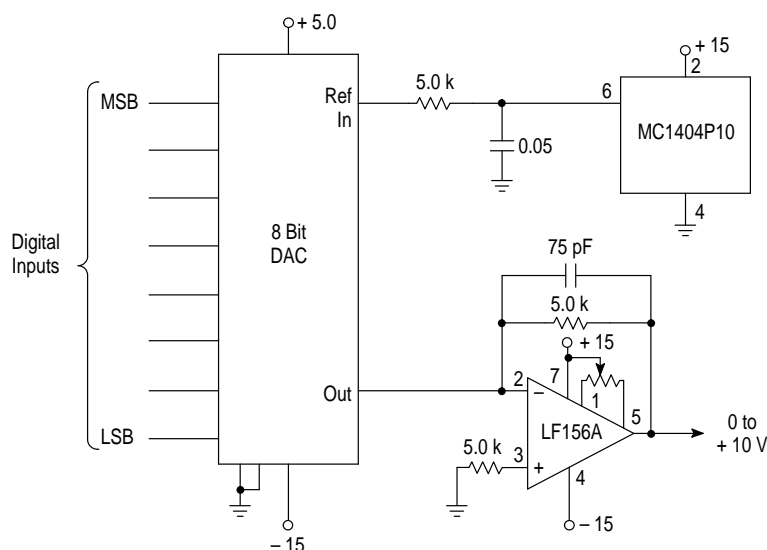 + 5.0
MSB
Ref
In
5.0 k
6
+ 15
2
MC1404P10
0.05
4
Digital
Inputs
8 Bit
DAC
75 pF
5.0 k
+ 15
Out
2
–
7
1
5
LF156A
0 to
+ 10 V
LSB
5.0 k
3
+
4
– 15
– 15